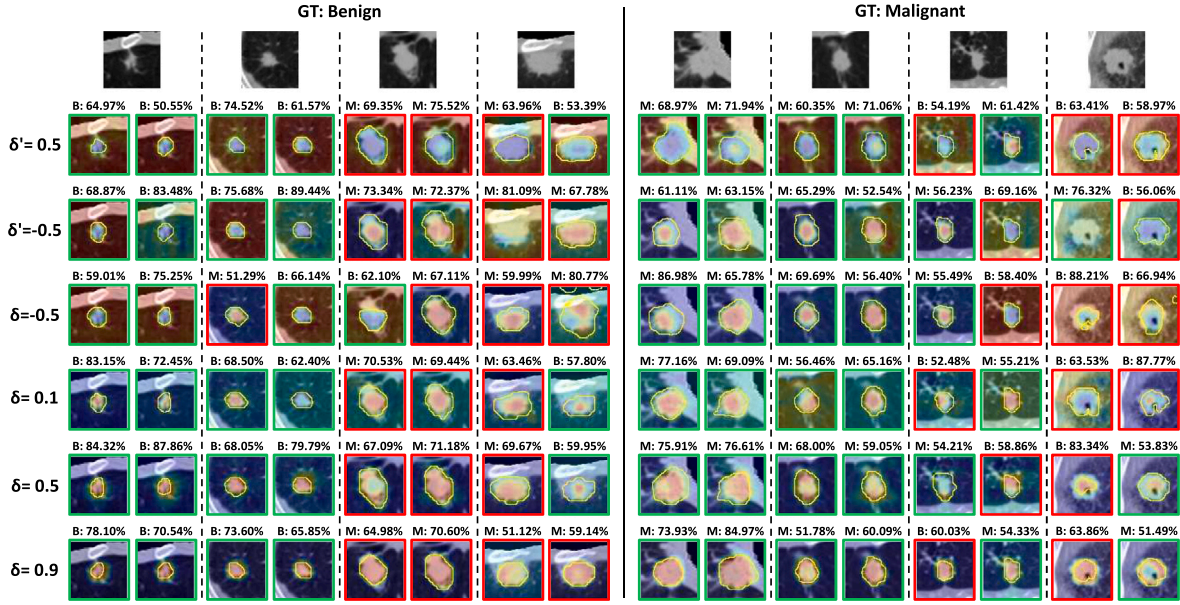 GT: Benign GT: Malignant
B: 64.97% B: 50.55% B: 74.52% B: 61.57% M: 69.35% M: 75.52% M: 63.96% B: 53.39% M: 68.97% M: 71.94% M: 60.35% M: 71.06% B: 54.19% M: 61.42% B: 63.41% B: 58.97%
δ'= 0.5
B: 68.87% B: 83.48% B: 75.68% B: 89.44% M: 73.34% M: 72.37% M: 81.09% M: 67.78% M: 61.11% M: 63.15% M: 65.29% M: 52.54% M: 56.23% B: 69.16% M: 76.32% B: 56.06%
δ'=-0.5
B: 59.01% B: 75.25% M: 51.29% B: 66.14% B: 62.10% M: 67.11% M: 59.99% M: 80.77% M: 86.98% M: 65.78% M: 69.69% M: 56.40% M: 55.49% B: 58.40% B: 88.21% B: 66.94%
δ=-0.5
B: 83.15% B: 72.45% B: 68.50% B: 62.40% M: 70.53% M: 69.44% M: 63.46% B: 57.80% M: 77.16% M: 69.09% M: 56.46% M: 65.16% B: 52.48% M: 55.21% B: 63.53% B: 87.77%
δ= 0.1
B: 84.32% B: 87.86% B: 68.05% B: 79.79% M: 67.09% M: 71.18% M: 69.67% B: 59.95% M: 75.91% M: 76.61% M: 68.00% M: 59.05% M: 54.21% B: 58.86% B: 83.34% M: 53.83%
δ= 0.5
B: 78.10% B: 70.54% B: 73.60% B: 65.85% M: 64.98% M: 70.60% M: 51.12% M: 59.14% M: 73.93% M: 84.97% M: 51.78% M: 60.09% B: 60.03% M: 54.33% B: 63.86% M: 51.49%
δ= 0.9